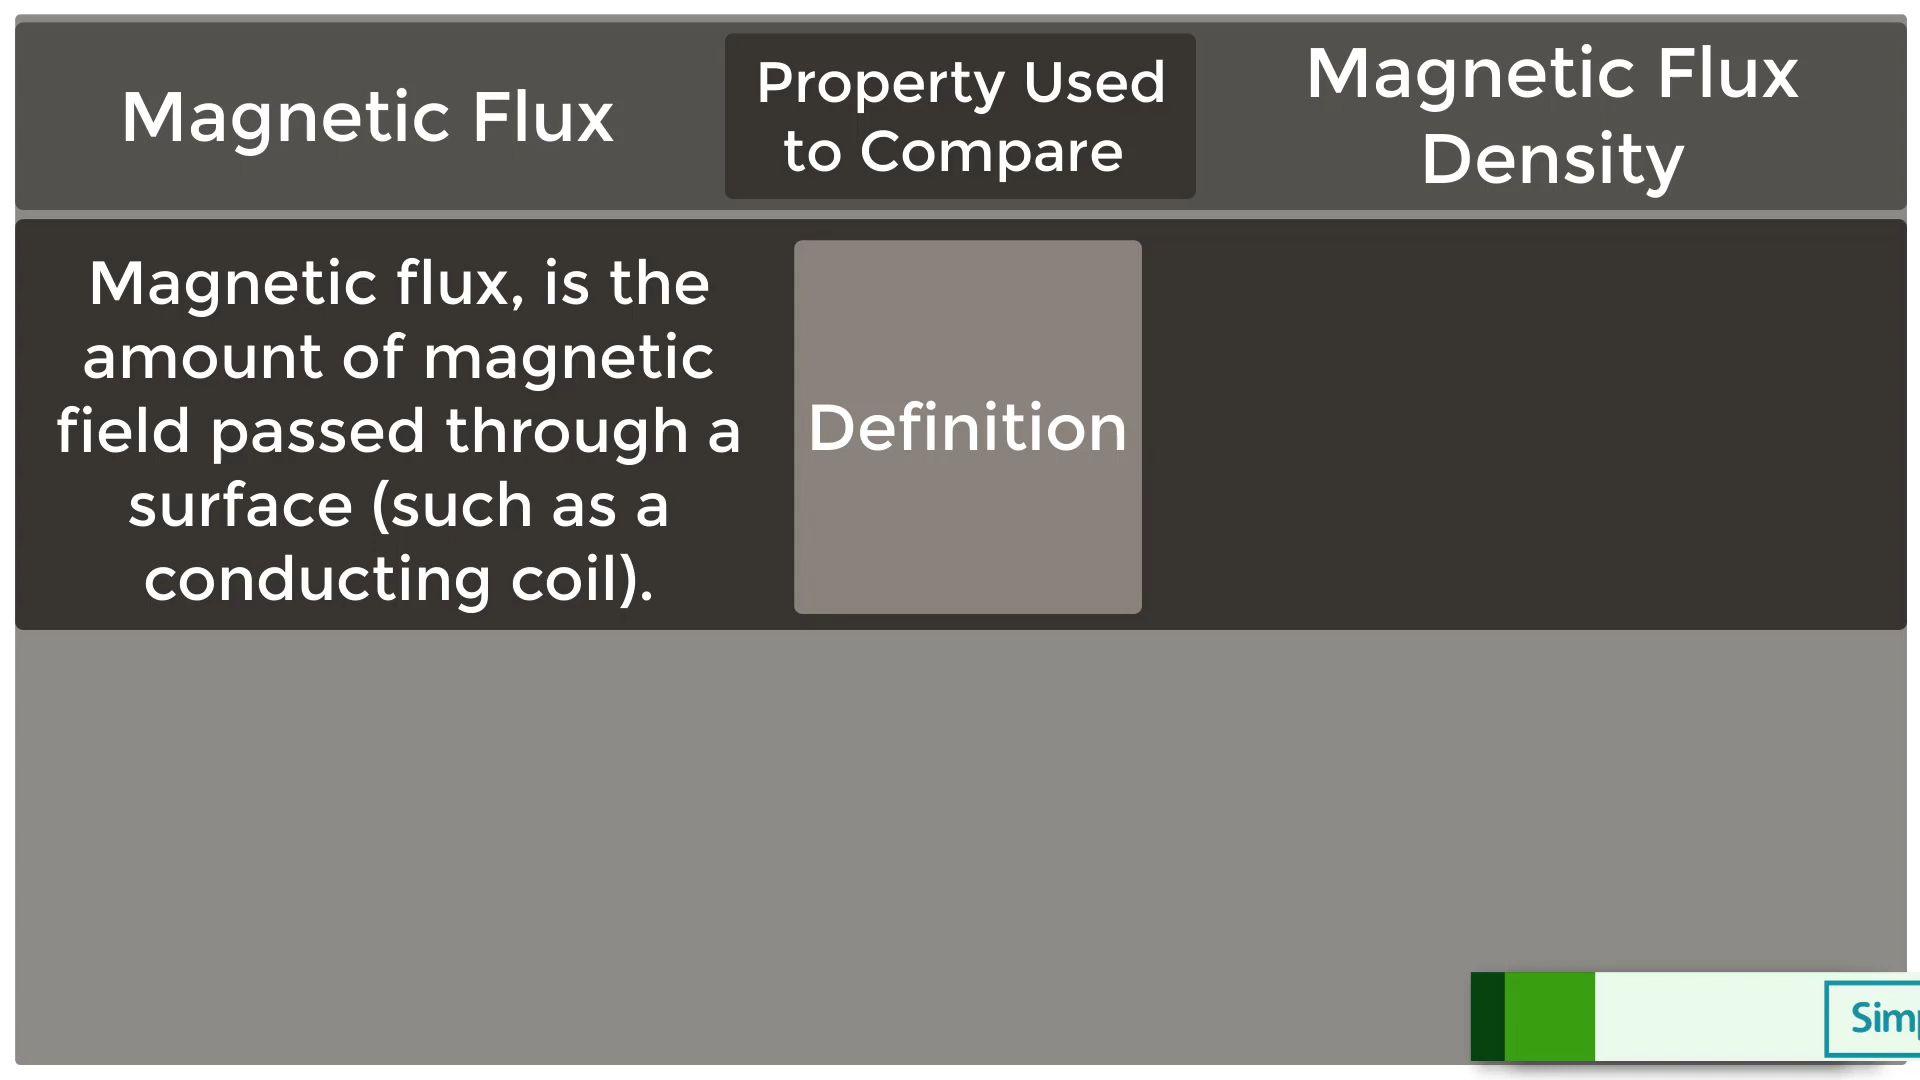 Magnetic Flux
Property Used
to Compare
Magnetic Flux
Density
Magnetic flux, is the
amount of magnetic
field passed through a
surface (such as a
conducting coil).
Definition